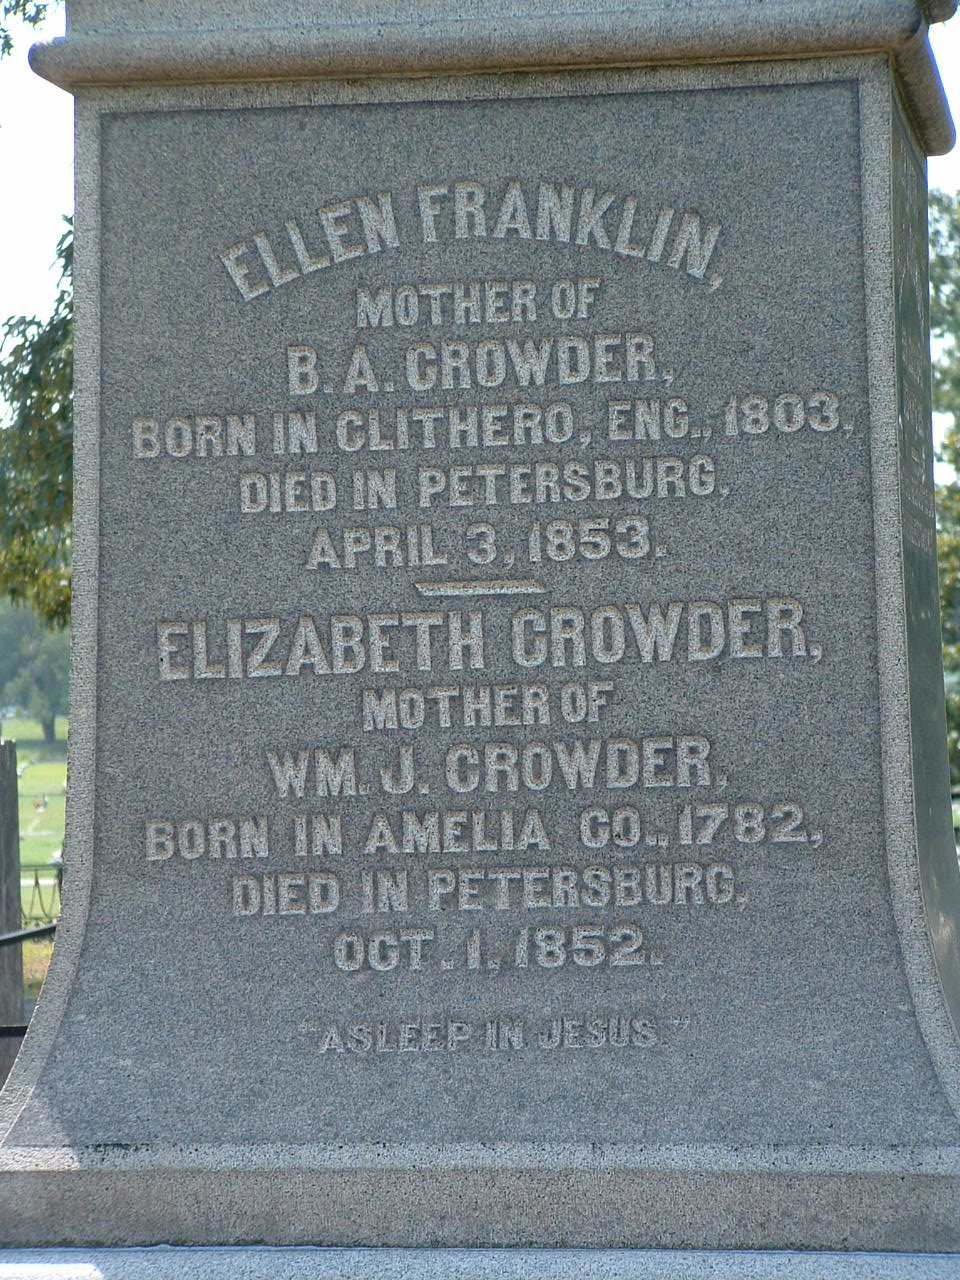 ELLEN FRANKLIN,
MOTHER OF
B. A. CROWDER,
BORN IN CLITHERO, ENG., 1803,
DIED IN PETERSBURG,
APRIL 3, 1853.
ELIZABETH CROWDER,
MOTHER OF
WM. J. CROWDER,
BORN IN AMELIA CO., 1782,
DIED IN PETERSBURG.
OCT. 1. 1852.
"ASLEEP IN JESUS."